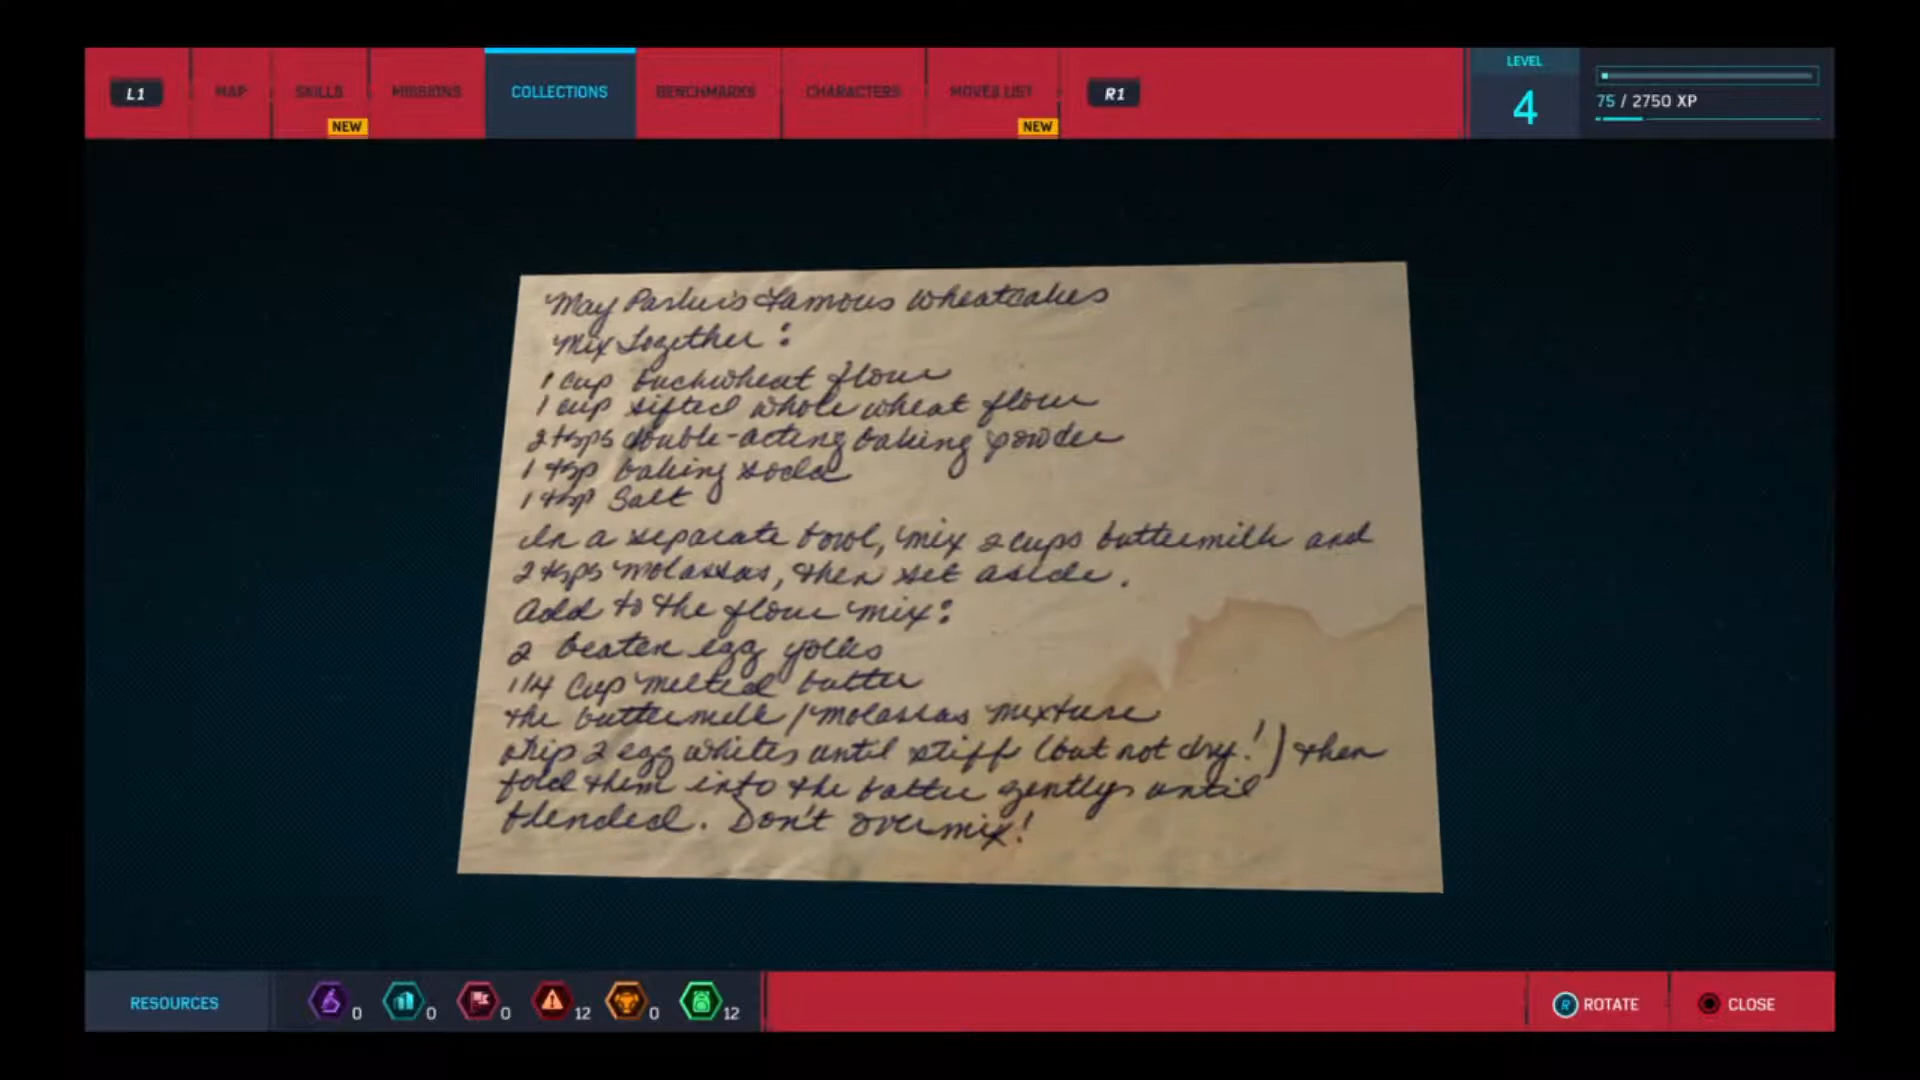 L1 MAP SKILLS MISSIONS COLLECTIONS BENCHMARKS CHARACTERS MOVES LIST R1
NEW NEW
LEVEL
4
75 / 2750 XP
May Parker's Famous Wheatcakes
Mix Together:
1 cup buckwheat flour
1 cup sifted whole wheat flour
2 tsps double-acting baking powder
1 tsp baking soda
1 tsp Salt
In a separate bowl, mix 2 cups buttermilk and
2 tsps molassas, then set aside.
Add to the flour mix:
2 beaten egg yolks
1/4 Cup melted butter
the buttermilk/molassas mixture
whip 2 egg whites until stiff (but not dry!) then
fold them into the batter gently until
blended. Don't overmix!
RESOURCES 0 0 0 12 0 12 R ROTATE CLOSE